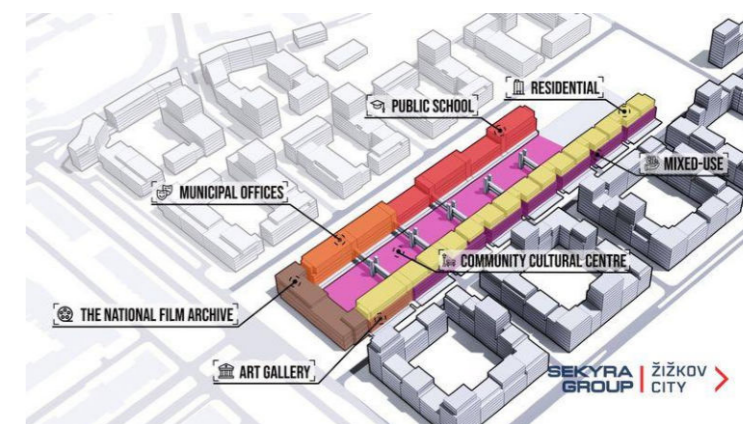 RESIDENTIAL
PUBLIC SCHOOL
MIXED-USE
MUNICIPAL OFFICES
COMMUNITY CULTURAL CENTRE
THE NATIONAL FILM ARCHIVE
ART GALLERY
SEKYRA GROUP
ŽIŽKOV CITY